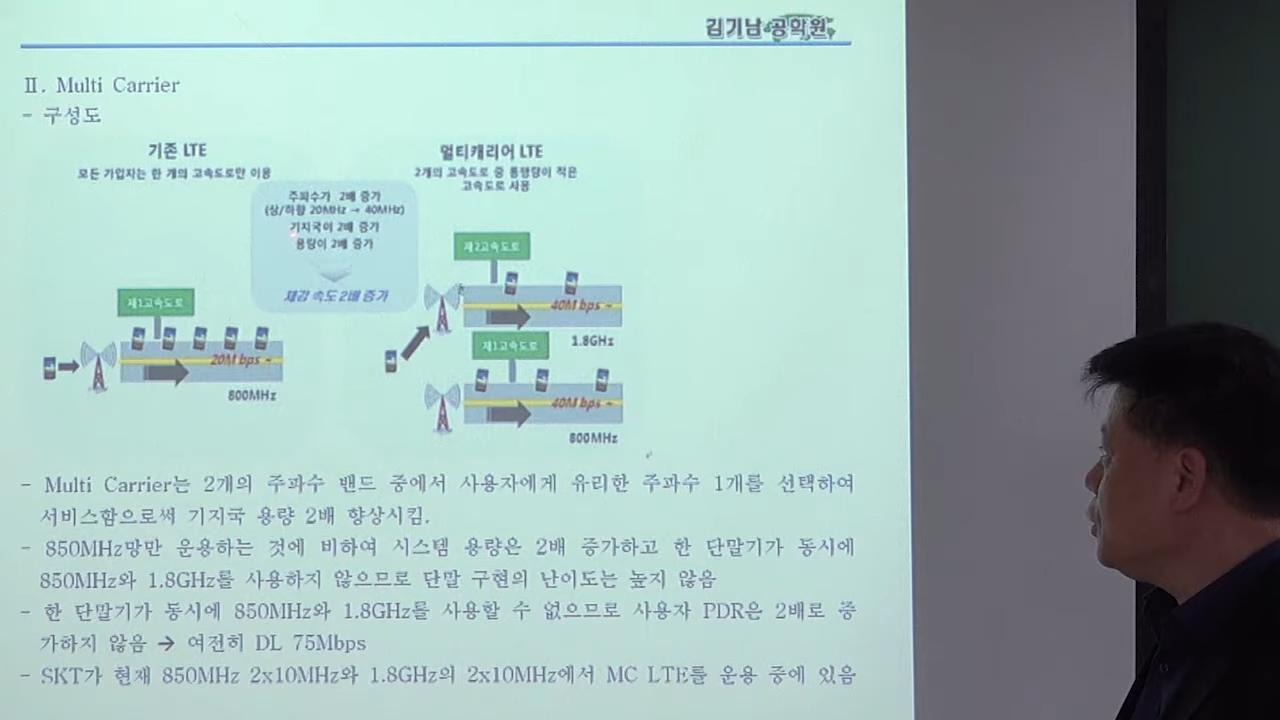 김기남 공학원
Ⅱ. Multi Carrier
- 구성도
기존 LTE
모든 가입자는 한 개의 고속도로만 이용
멀티캐리어 LTE
2개의 고속도로 중 통행량이 적은
고속도로 사용
주파수가 2배 증가
(상/하향 20MHz → 40MHz)
기지국이 2배 증가
용량이 2배 증가
체감 속도 2배 증가
제1고속도로
20M bps ~
800MHz
제2고속도로
40M bps ~
1.8GHz
제1고속도로
40M bps ~
800MHz
- Multi Carrier는 2개의 주파수 밴드 중에서 사용자에게 유리한 주파수 1개를 선택하여
서비스함으로써 기지국 용량 2배 향상시킴.
- 850MHz망만 운용하는 것에 비하여 시스템 용량은 2배 증가하고 한 단말기가 동시에
850MHz와 1.8GHz를 사용하지 않으므로 단말 구현의 난이도는 높지 않음
- 한 단말기가 동시에 850MHz와 1.8GHz를 사용할 수 없으므로 사용자 PDR은 2배로 증
가하지 않음 → 여전히 DL 75Mbps
- SKT가 현재 850MHz 2x10MHz와 1.8GHz의 2x10MHz에서 MC LTE를 운용 중에 있음